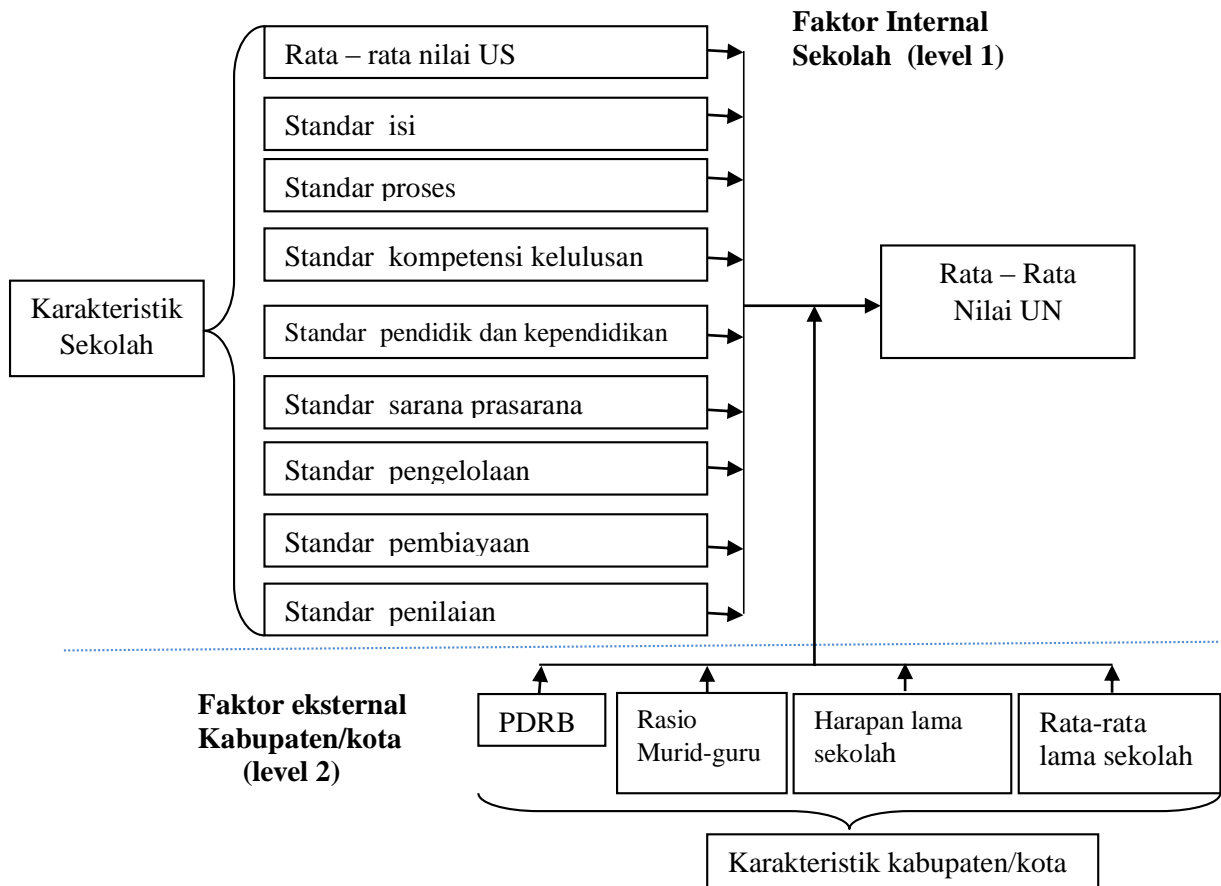 Faktor Internal
Sekolah (level 1)
Rata – rata nilai US
Standar isi
Standar proses
Standar kompetensi kelulusan
Standar pendidik dan kependidikan
Standar sarana prasarana
Standar pengelolaan
Standar pembiayaan
Standar penilaian
Karakteristik
Sekolah
Rata – Rata
Nilai UN
Faktor eksternal
Kabupaten/kota
(level 2)
PDRB
Rasio
Murid-guru
Harapan lama
sekolah
Rata-rata
lama sekolah
Karakteristik kabupaten/kota